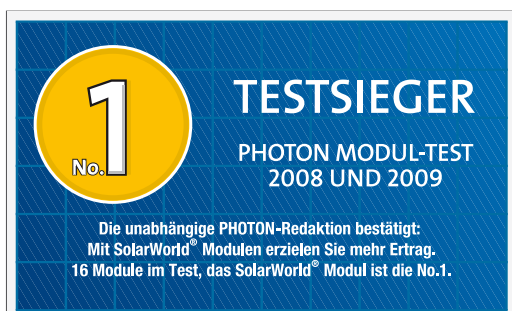 No.1
TESTSIEGER
PHOTON MODUL-TEST
2008 UND 2009
Die unabhängige PHOTON-Redaktion bestätigt:
Mit SolarWorld® Modulen erzielen Sie mehr Ertrag.
16 Module im Test, das SolarWorld® Modul ist die No.1.